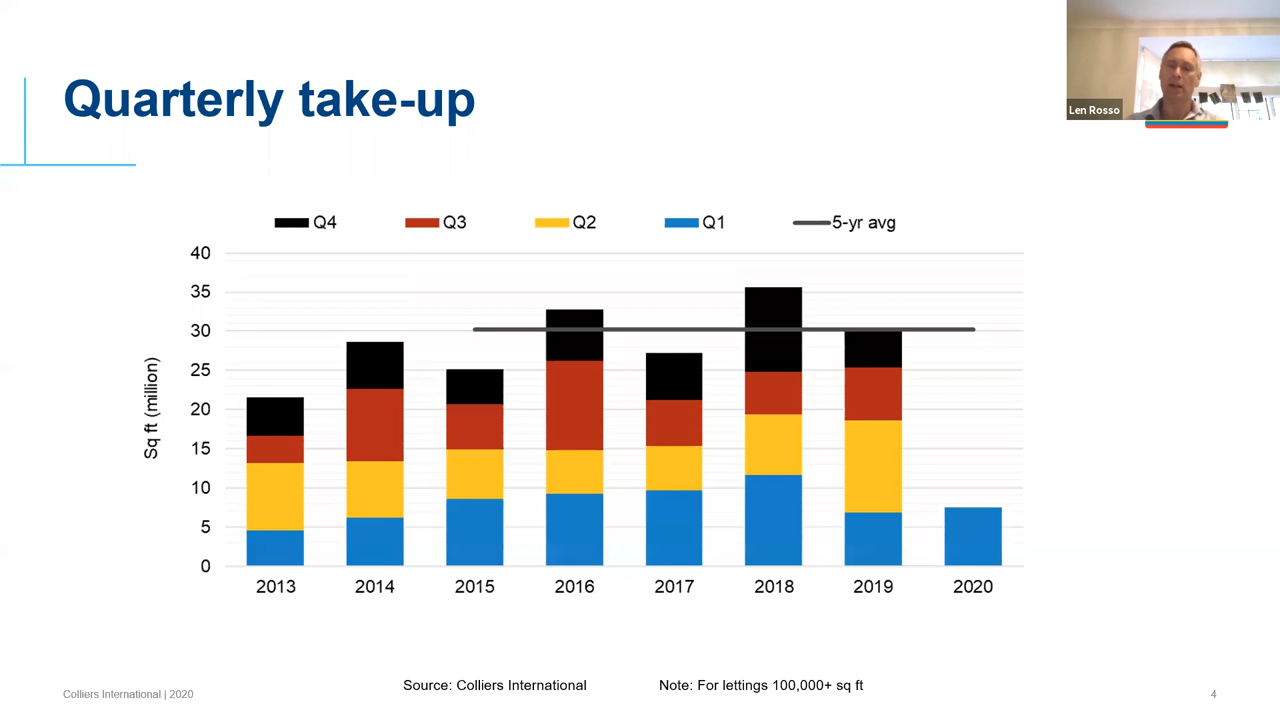 Quarterly take-up
Len Rosso
Q4 Q3 Q2 Q1 5-yr avg
40
35
30
25
20
15
10
5
0
Sq ft (million)
2013 2014 2015 2016 2017 2018 2019 2020
Source: Colliers International Note: For lettings 100,000+ sq ft
Colliers International | 2020
4